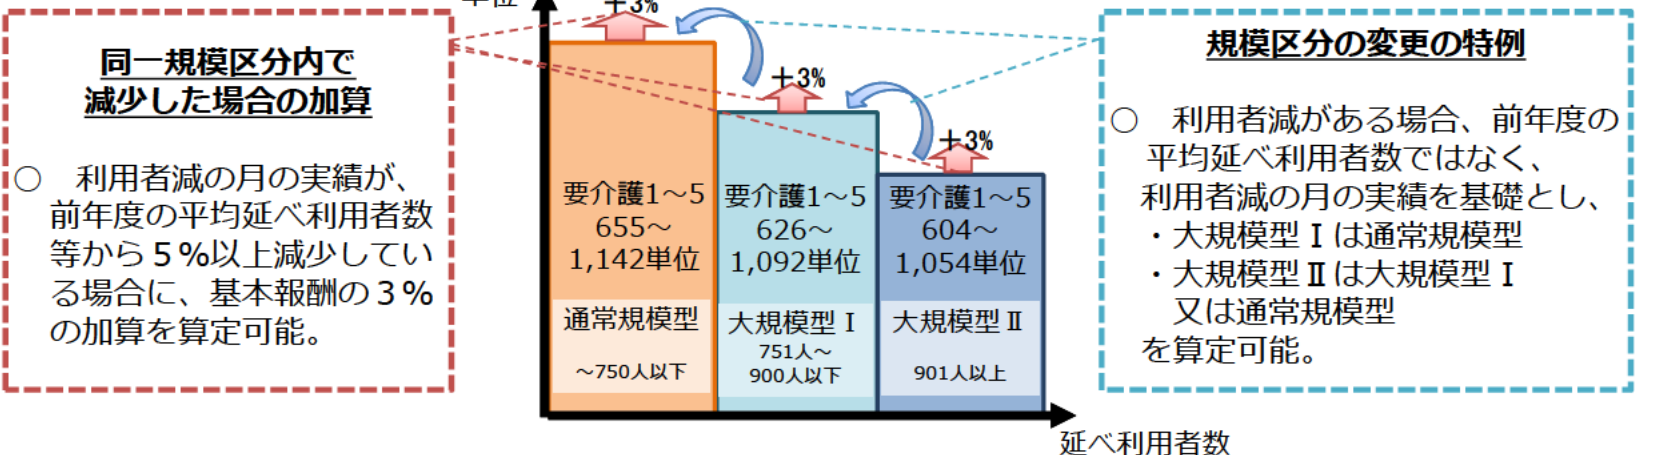 同一規模区分内で
減少した場合の加算
○ 利用者減の月の実績が、
前年度の平均延べ利用者数
等から５%以上減少してい
る場合に、基本報酬の３%
の加算を算定可能。
単位
+3%
+3%
+3%
要介護1～5
655～
1,142単位
通常規模型
～750人以下
要介護1～5
626～
1,092単位
大規模型Ⅰ
751人～
900人以下
要介護1～5
604～
1,054単位
大規模型Ⅱ
901人以上
延べ利用者数
規模区分の変更の特例
○ 利用者減がある場合、前年度の
平均延べ利用者数ではなく、
利用者減の月の実績を基礎とし、
・大規模型Ⅰは通常規模型
・大規模型Ⅱは大規模型Ⅰ
又は通常規模型
を算定可能。